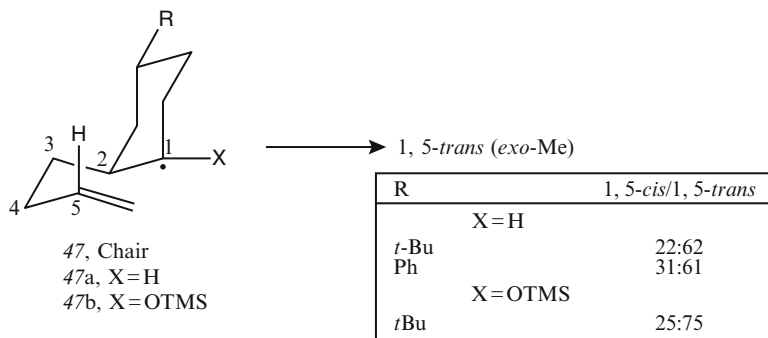 R
H
3
1
X
2
4
5
1, 5-trans (exo-Me)
R 1, 5-cis/1, 5-trans
X=H
t-Bu 22:62
Ph 31:61
X=OTMS
tBu 25:75
47, Chair
47a, X=H
47b, X=OTMS